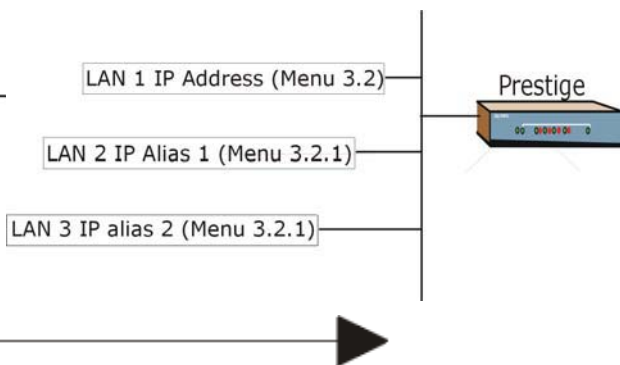 LAN 1 IP Address (Menu 3.2)
Prestige
LAN 2 IP Alias 1 (Menu 3.2.1)
LAN 3 IP alias 2 (Menu 3.2.1)